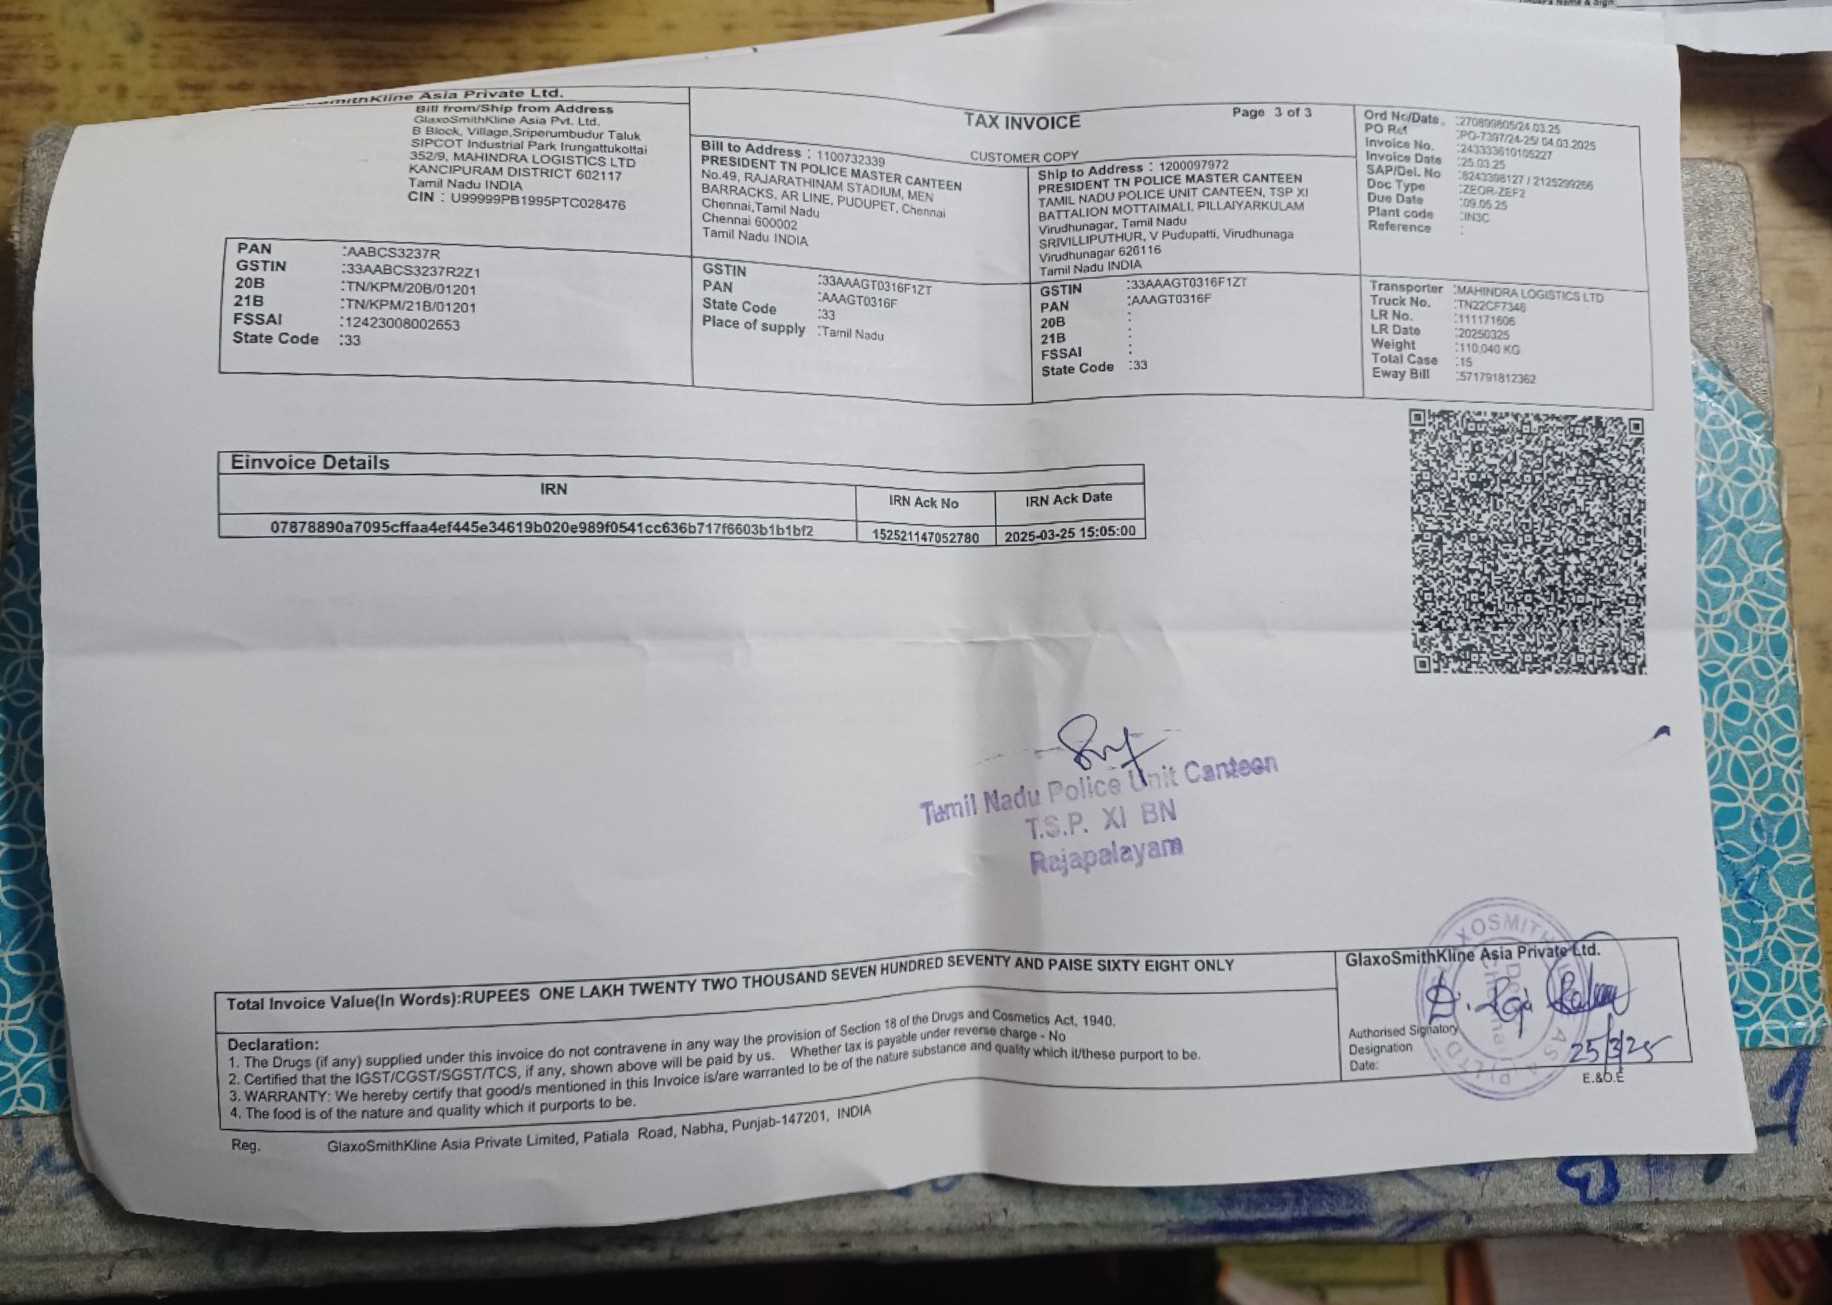 SmithKline Asia Private Ltd.
Bill from/Ship from Address
GlaxoSmithKline Asia Pvt. Ltd.
B Block, Village,Sriperumbudur Taluk
SIPCOT Industrial Park Irungattukottai
352/9, MAHINDRA LOGISTICS LTD
KANCIPURAM DISTRICT 602117
Tamil Nadu INDIA
CIN : U99999PB1995PTC028476
PAN :AABCS3237R
GSTIN :33AABCS3237R2Z1
20B :TN/KPM/20B/01201
21B :TN/KPM/21B/01201
FSSAI :12423008002653
State Code :33
TAX INVOICE
Page 3 of 3
CUSTOMER COPY
Bill to Address : 1100732339
PRESIDENT TN POLICE MASTER CANTEEN
No.49, RAJARATHINAM STADIUM, MEN
BARRACKS, AR LINE, PUDUPET, Chennai
Chennai,Tamil Nadu
Chennai 600002
Tamil Nadu INDIA
GSTIN :33AAAGT0316F1ZT
PAN :AAAGT0316F
State Code :33
Place of supply :Tamil Nadu
Ship to Address : 1200097972
PRESIDENT TN POLICE MASTER CANTEEN
TAMIL NADU POLICE UNIT CANTEEN, TSP XI
BATTALION MOTTAIMALI, PILLAIYARKULAM
Virudhunagar, Tamil Nadu
SRIVILLIPUTHUR, V Pudupatti, Virudhunaga
Virudhunagar 626116
Tamil Nadu INDIA
GSTIN :33AAAGT0316F1ZT
PAN :AAAGT0316F
20B :
21B :
FSSAI :
State Code :33
Ord No/Date :270899805/24.03.25
PO Ref :PO-7397/24-25/ 04.03.2025
Invoice No. :243333610105227
Invoice Date :25.03.25
SAP/Del. No :8243398127 / 2125299256
Doc Type :ZEOR-ZEF2
Due Date :09.05.25
Plant code :IN3C
Reference :
Transporter :MAHINDRA LOGISTICS LTD
Truck No. :TN22CF7346
LR No. :111171606
LR Date :20250325
Weight :110.040 KG
Total Case :15
Eway Bill :571791812362
Einvoice Details
IRN IRN Ack No IRN Ack Date
07878890a7095cffaa4ef445e34619b020e989f0541cc636b717f6603b1b1bf2 152521147052780 2025-03-25 15:05:00
Tamil Nadu Police Unit Canteen
T.S.P. XI BN
Rajapalayam
Total Invoice Value(In Words):RUPEES ONE LAKH TWENTY TWO THOUSAND SEVEN HUNDRED SEVENTY AND PAISE SIXTY EIGHT ONLY
Declaration:
1. The Drugs (if any) supplied under this invoice do not contravene in any way the provision of Section 18 of the Drugs and Cosmetics Act, 1940.
2. Certified that the IGST/CGST/SGST/TCS, if any, shown above will be paid by us. Whether tax is payable under reverse charge - No
3. WARRANTY: We hereby certify that good/s mentioned in this Invoice is/are warranted to be of the nature substance and quality which it/these purport to be.
4. The food is of the nature and quality which it purports to be.
GlaxoSmithKline Asia Private Ltd.
Authorised Signatory
Designation
Date: 25/3/25
E.&O.E
Reg. GlaxoSmithKline Asia Private Limited, Patiala Road, Nabha, Punjab-147201, INDIA